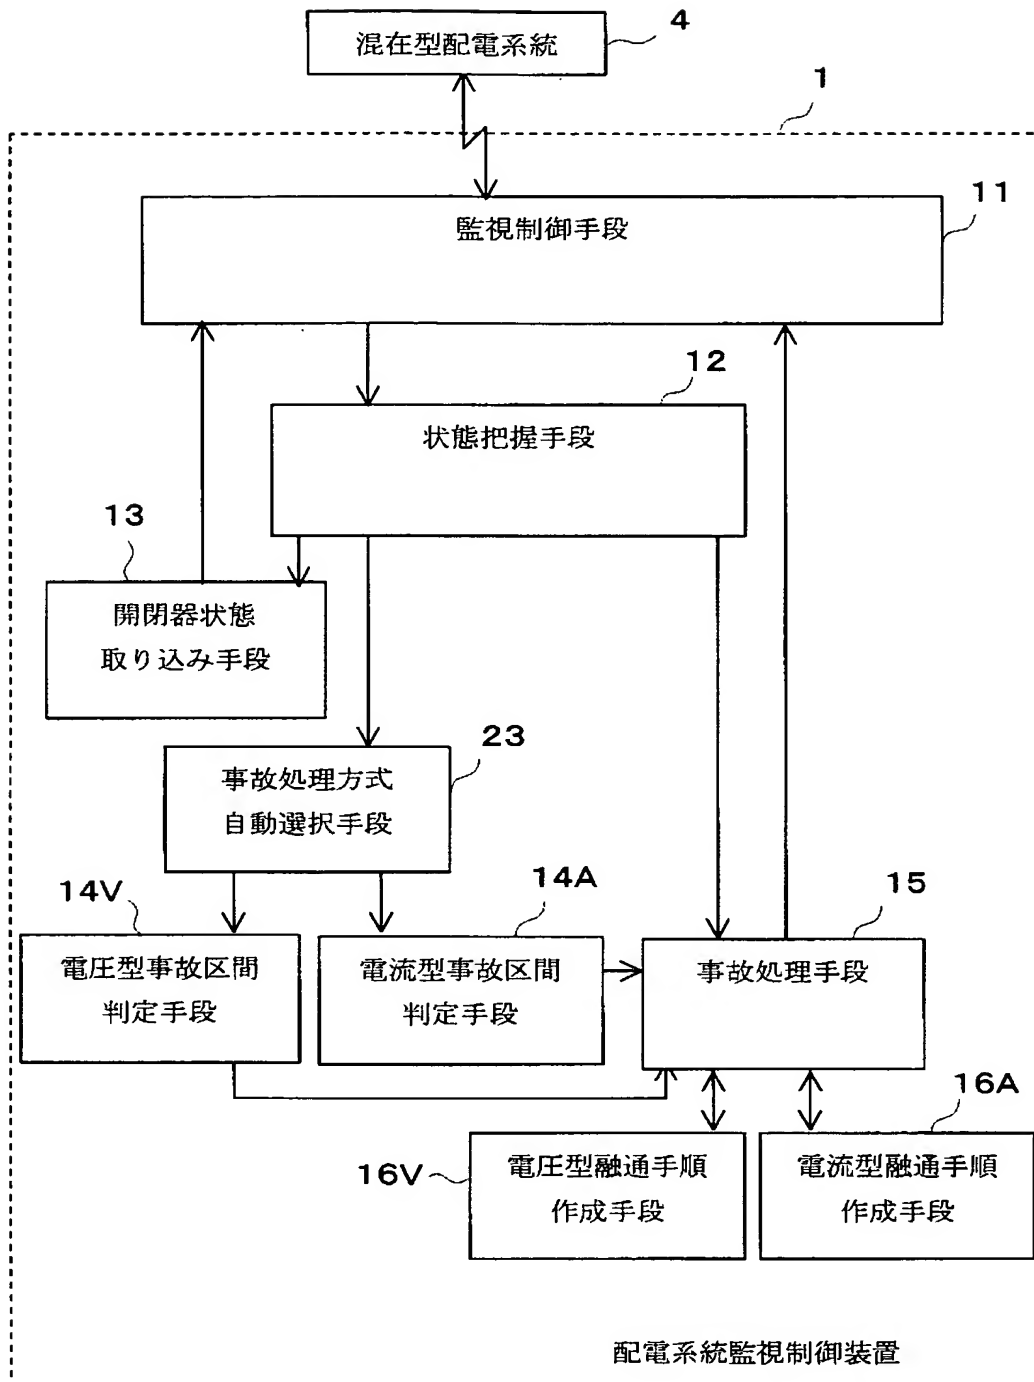 混在型配電系統
4
1
監視制御手段
11
状態把握手段
12
13
開閉器状態
取り込み手段
事故処理方式
自動選択手段
23
14V
電圧型事故区間
判定手段
14A
電流型事故区間
判定手段
15
事故処理手段
16V
電圧型融通手順
作成手段
16A
電流型融通手順
作成手段
配電系統監視制御装置